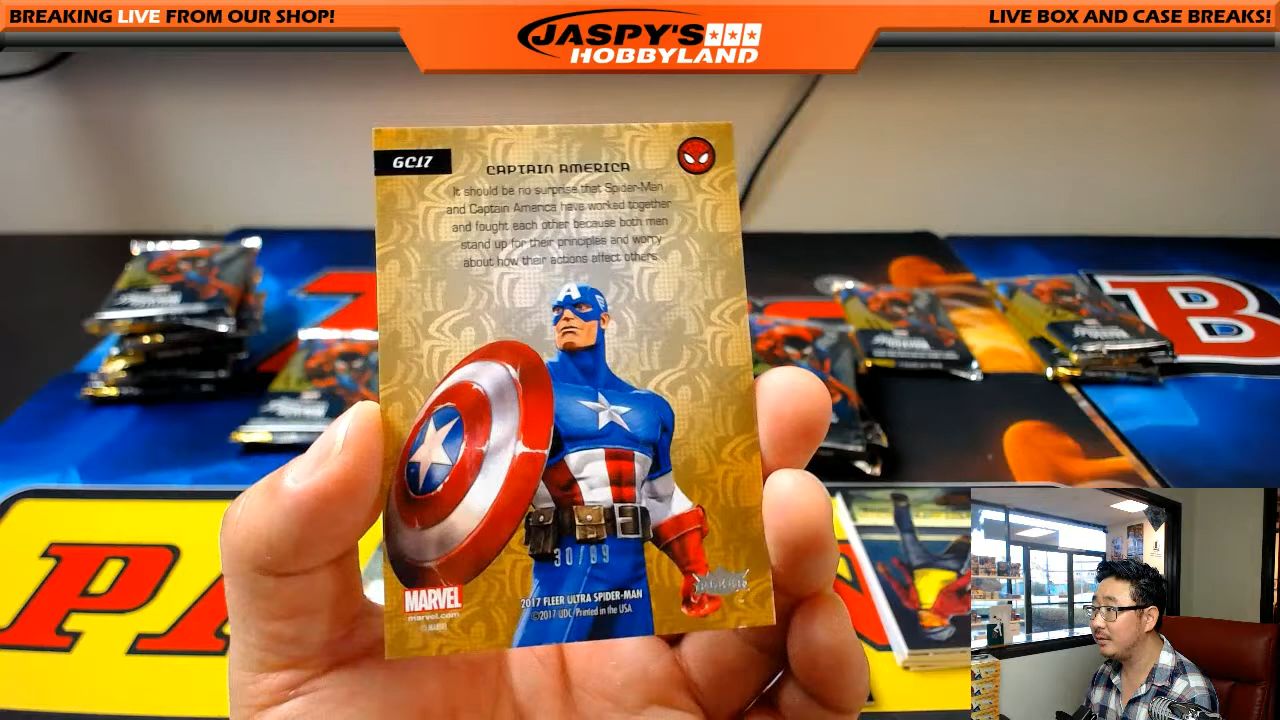 BREAKING LIVE FROM OUR SHOP!
JASPY'S
HOBBYLAND
LIVE BOX AND CASE BREAKS!
GC17
CAPTAIN AMERICA
It should be no surprise that Spider-Man
and Captain America have worked together
and fought each other because both men
stand up for their principles and worry
about how their actions affect others.
A
30/99
MARVEL
marvel.com
2017 FLEER ULTRA SPIDER-MAN
©2017 UDC/Printed in the USA
B
PA